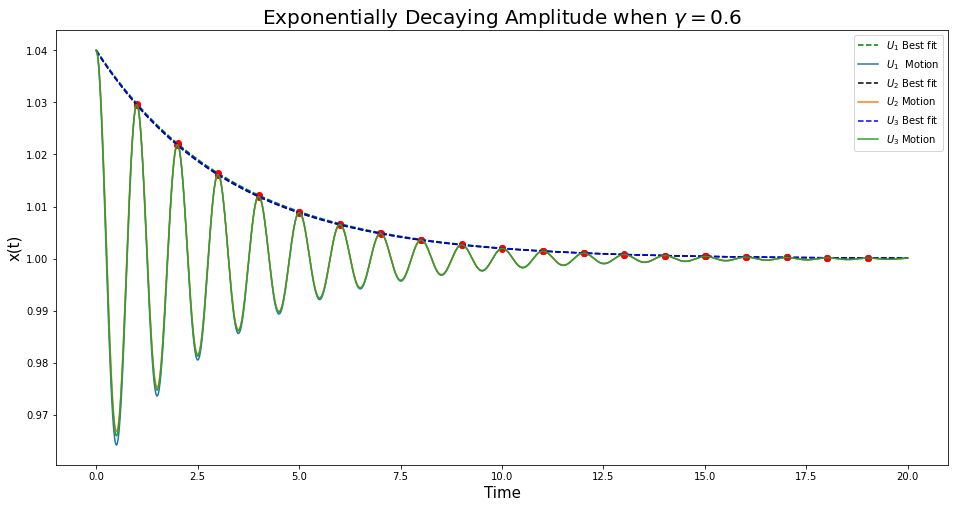 Exponentially Decaying Amplitude when γ = 0.6
x(t)
1.04
1.03
1.02
1.01
1.00
0.99
0.98
0.97
U₁ Best fit
U₁ Motion
U₂ Best fit
U₂ Motion
U₃ Best fit
U₃ Motion
0.0 2.5 5.0 7.5 10.0 12.5 15.0 17.5 20.0
Time